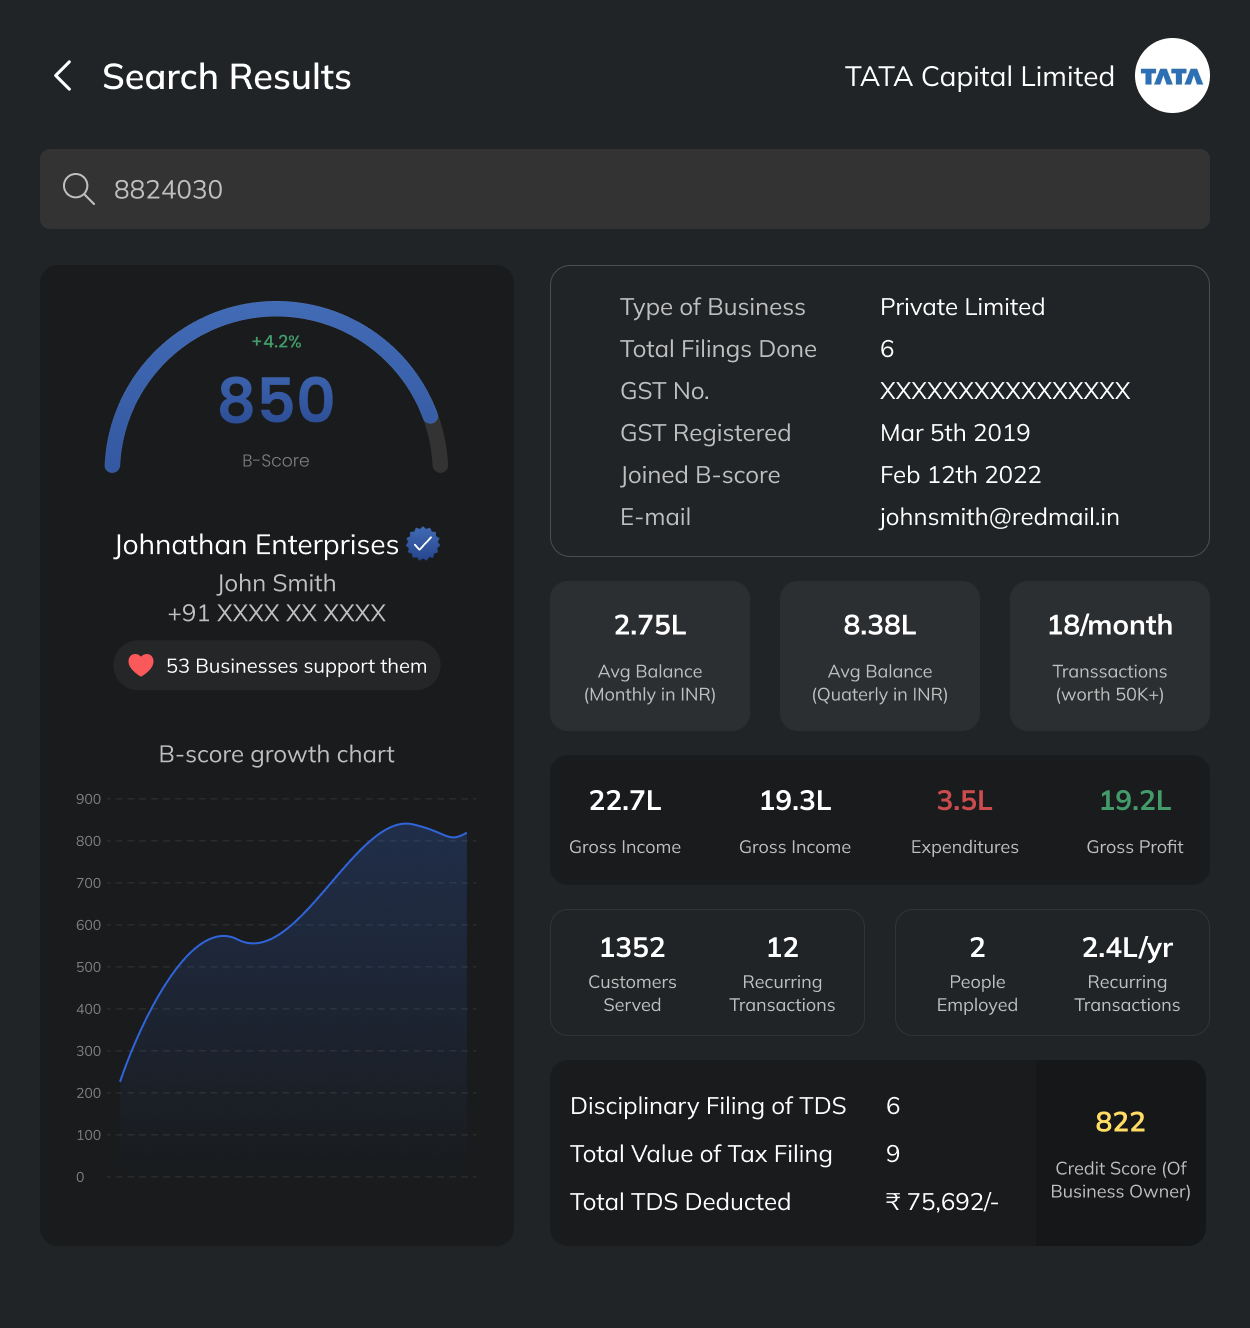 Search Results
TATA Capital Limited
TATA
8824030
+4.2%
850
B-Score
Johnathan Enterprises
John Smith
+91 XXXX XX XXXX
53 Businesses support them
B-score growth chart
900
800
700
600
500
400
300
200
100
0
Type of Business Private Limited
Total Filings Done 6
GST No. XXXXXXXXXXXXXXXX
GST Registered Mar 5th 2019
Joined B-score Feb 12th 2022
E-mail johnsmith@redmail.in
2.75L
Avg Balance
(Monthly in INR)
8.38L
Avg Balance
(Quaterly in INR)
18/month
Transsactions
(worth 50K+)
22.7L
Gross Income
19.3L
Gross Income
3.5L
Expenditures
19.2L
Gross Profit
1352
Customers
Served
12
Recurring
Transactions
2
People
Employed
2.4L/yr
Recurring
Transactions
Disciplinary Filing of TDS 6
Total Value of Tax Filing 9
Total TDS Deducted ₹ 75,692/-
822
Credit Score (Of
Business Owner)